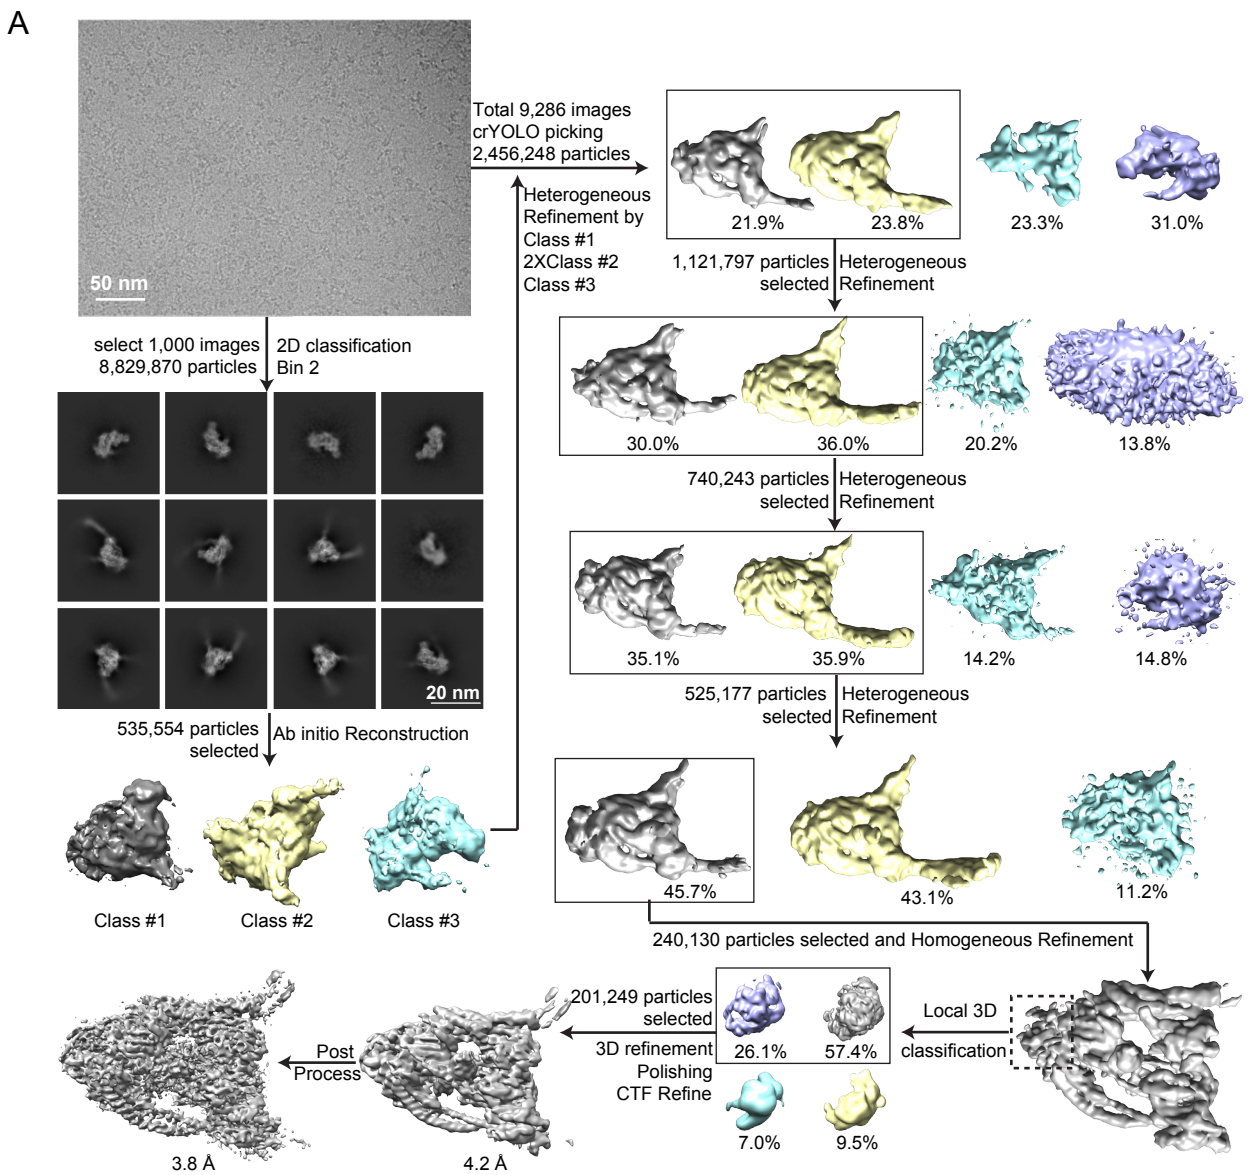 A
50 nm
Total 9,286 images
crYOLO picking
2,456,248 particles
Heterogeneous
Refinement by
Class #1
2XClass #2
Class #3
21.9%
23.8%
23.3%
31.0%
1,121,797 particles
selected
Heterogeneous
Refinement
select 1,000 images
8,829,870 particles
2D classification
Bin 2
30.0%
36.0%
20.2%
13.8%
740,243 particles
selected
Heterogeneous
Refinement
35.1%
35.9%
14.2%
14.8%
20 nm
525,177 particles
selected
Heterogeneous
Refinement
535,554 particles
selected
Ab initio Reconstruction
Class #1
Class #2
Class #3
45.7%
43.1%
11.2%
240,130 particles selected and Homogeneous Refinement
Local 3D
classification
26.1%
57.4%
7.0%
9.5%
201,249 particles
selected
3D refinement
Polishing
CTF Refine
Post
Process
4.2 Å
3.8 Å